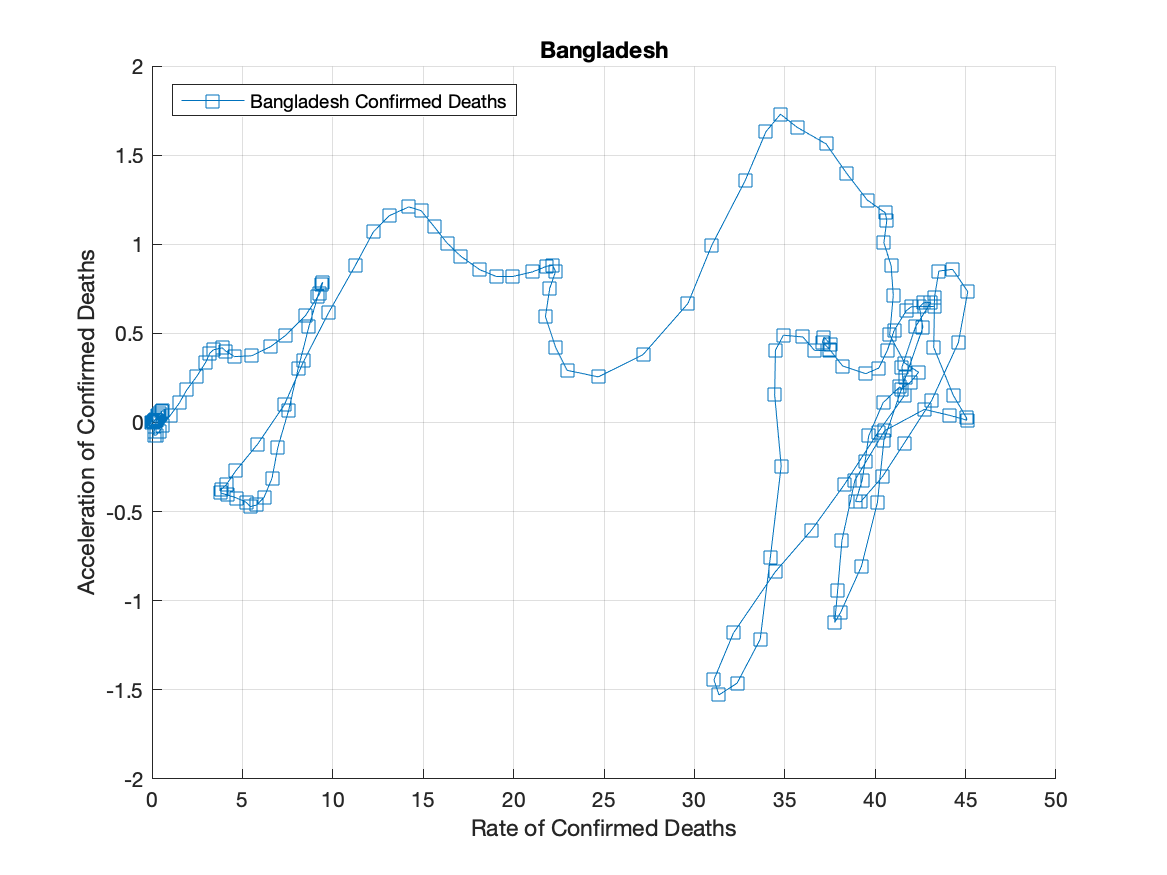 Bangladesh
Bangladesh Confirmed Deaths
2
1.5
1
0.5
0
-0.5
-1
-1.5
-2
Acceleration of Confirmed Deaths
0 5 10 15 20 25 30 35 40 45 50
Rate of Confirmed Deaths